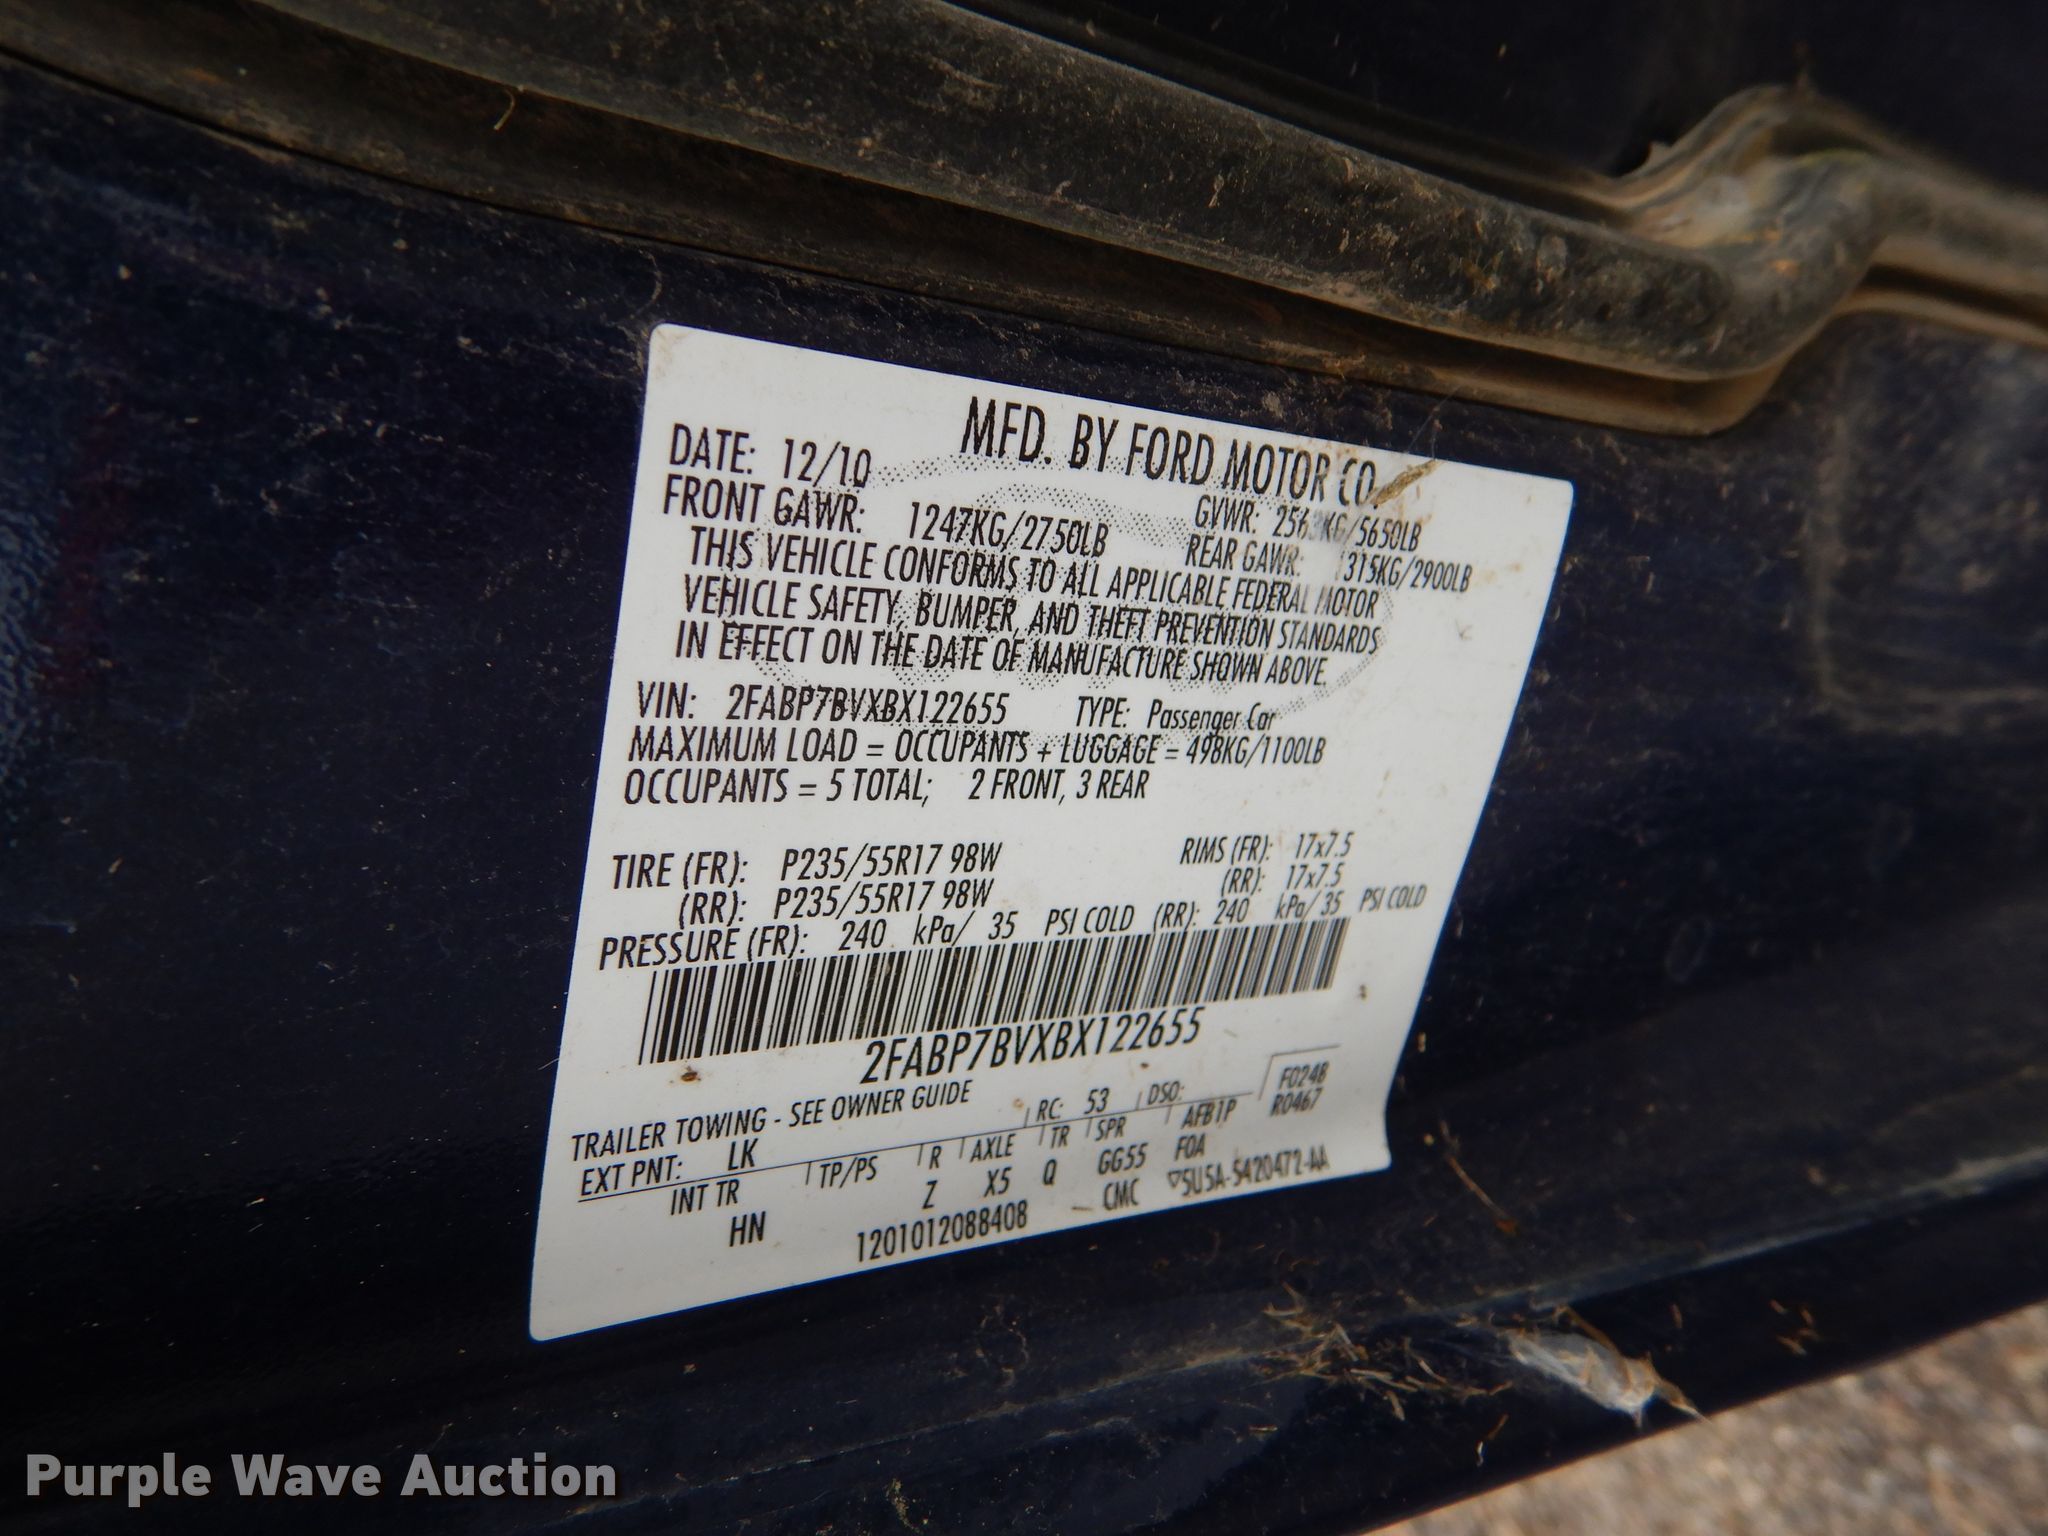 MFD. BY FORD MOTOR CO.
DATE: 12/10 GVWR: 2563KG/5650LB
FRONT GAWR: 1247KG/2750LB REAR GAWR: 1315KG/2900LB
THIS VEHICLE CONFORMS TO ALL APPLICABLE FEDERAL MOTOR
VEHICLE SAFETY, BUMPER, AND THEFT PREVENTION STANDARDS
IN EFFECT ON THE DATE OF MANUFACTURE SHOWN ABOVE.
VIN: 2FABP7BVXBX122655 TYPE: Passenger Car
MAXIMUM LOAD = OCCUPANTS + LUGGAGE = 498KG/1100LB
OCCUPANTS = 5 TOTAL; 2 FRONT, 3 REAR
TIRE (FR): P235/55R17 98W RIMS (FR): 17x7.5
(RR): P235/55R17 98W (RR): 17x7.5
PRESSURE (FR): 240 kPa/ 35 PSI COLD (RR): 240 kPa/ 35 PSI COLD
2FABP7BVXBX122655
TRAILER TOWING - SEE OWNER GUIDE F0248
EXT PNT: LK RC: 53 DSO: R0467
INT TR TP/PS R AXLE TR SPR AFB1P
HN Z X5 Q GG55 FOA
1201012088408 CMC ▽5U5A-5420472-AA
Purple Wave Auction